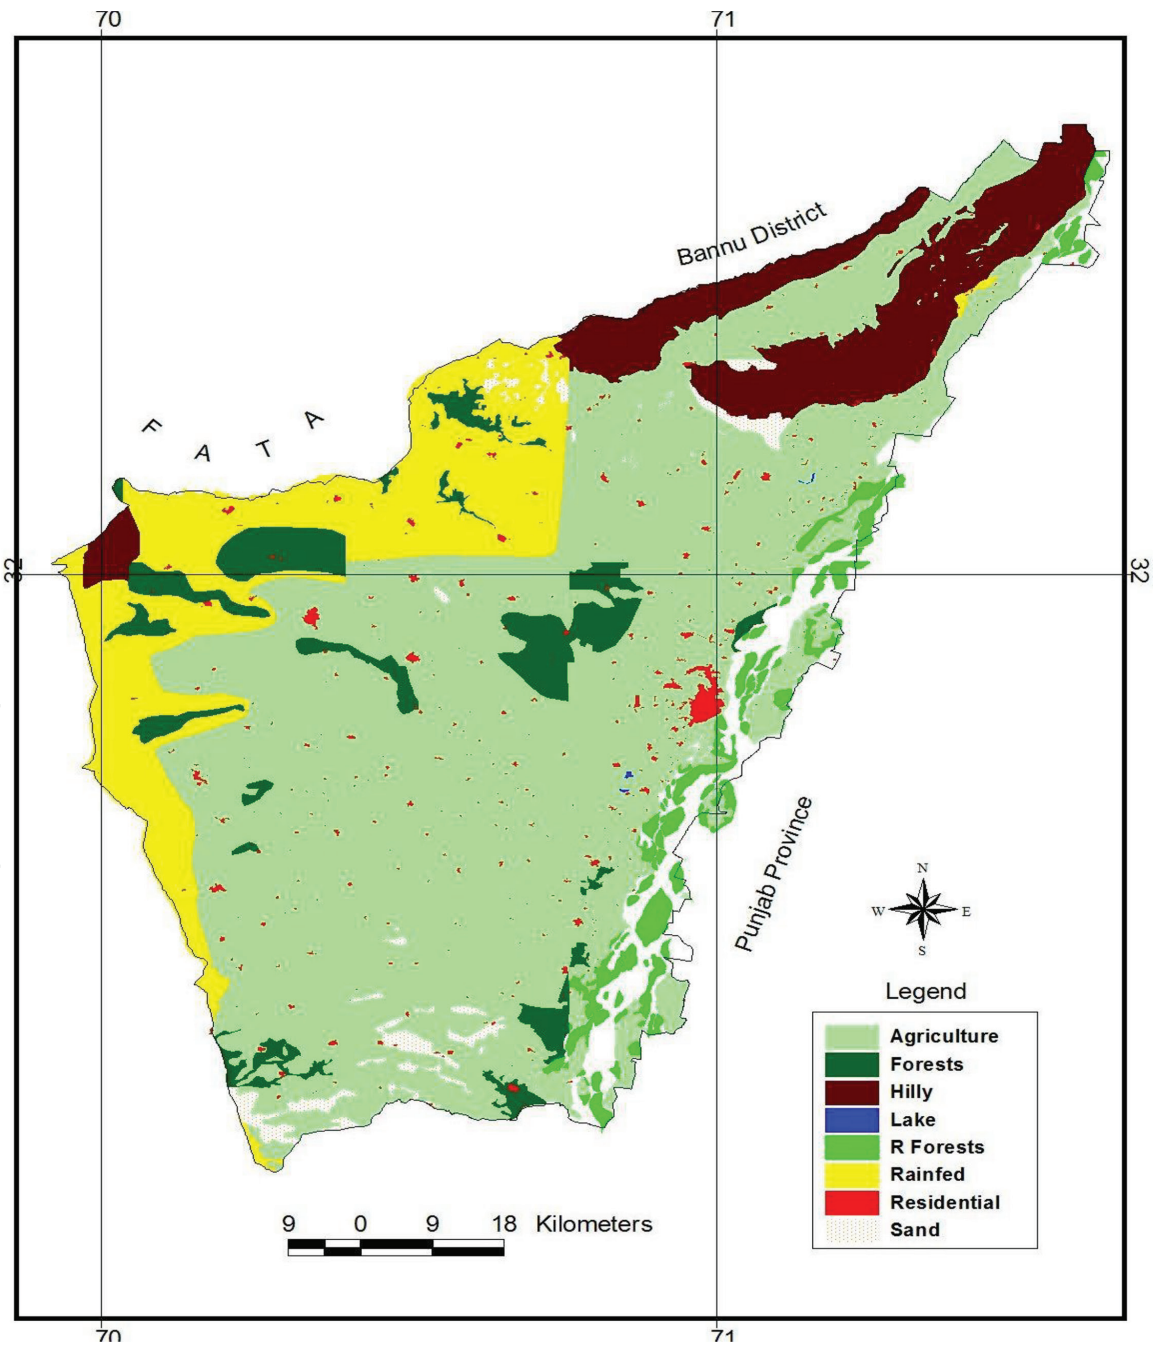 70 71
Bannu District
F A T A
32 32
Punjab Province
N
W E
S
Legend
Agriculture
Forests
Hilly
Lake
R Forests
Rainfed
Residential
Sand
9 0 9 18 Kilometers
70 71